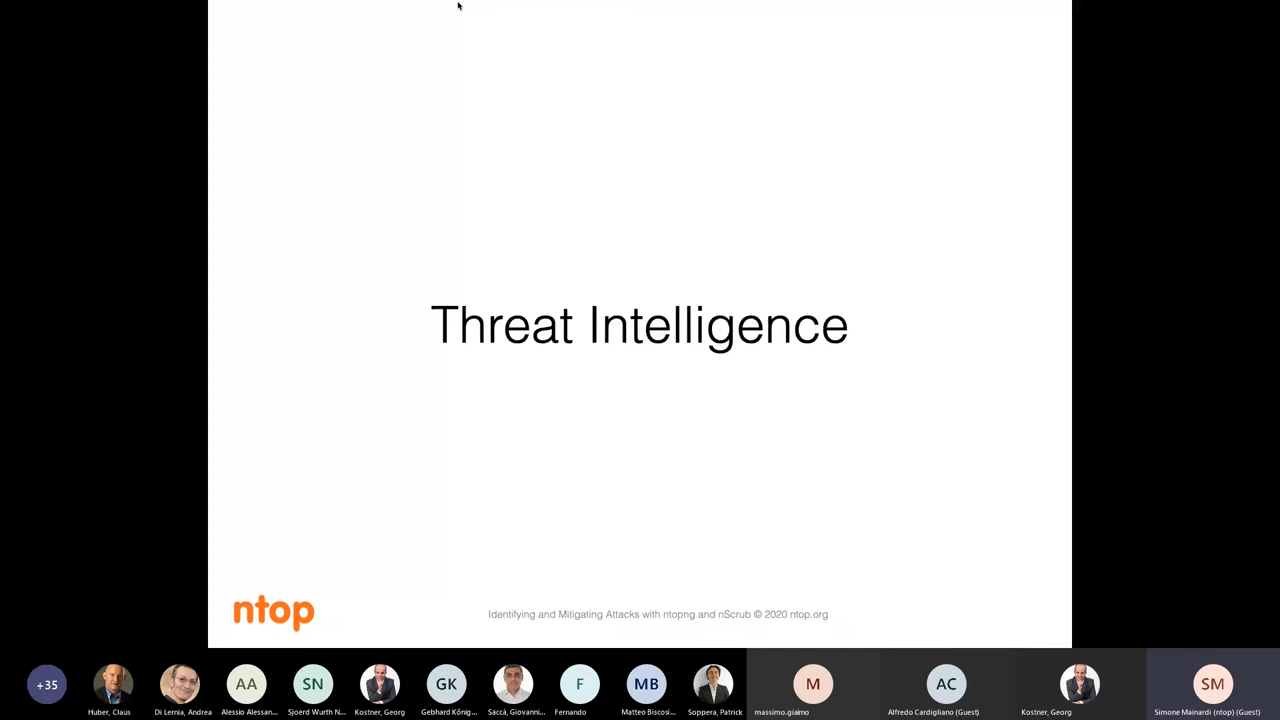 Threat Intelligence
ntop
Identifying and Mitigating Attacks with ntopng and nScrub © 2020 ntop.org
+35
AA
SN
GK
F
MB
M
AC
SM
Huber, Claus
Di Lernia, Andrea
Alessio Alessan...
Sjoerd Wurth N...
Kostner, Georg
Gebhard König...
Saccá, Giovanni...
Fernando
Matteo Biscosi...
Soppera, Patrick
massimo.giaimo
Alfredo Cardigliano (Guest)
Kostner, Georg
Simone Mainardi (ntop) (Guest)